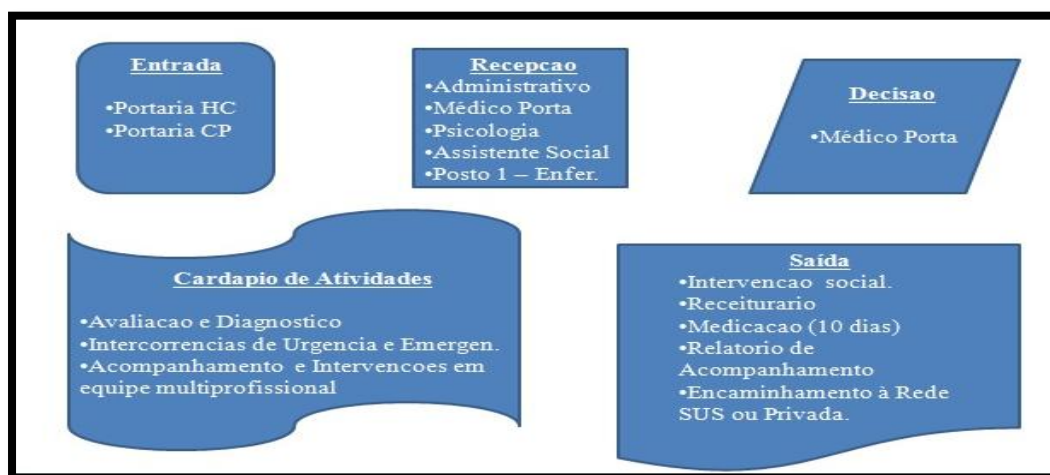 Entrada
•Portaria HC
•Portaria CP
Recepcao
•Administrativo
•Médico Porta
•Psicologia
•Assistente Social
•Posto 1 – Enfer.
Decisao
•Médico Porta
Cardapio de Atividades
•Avaliacao e Diagnostico
•Intercorrencias de Urgencia e Emergen.
•Acompanhamento e Intervencoes em
equipe multiprofissional
Saída
•Intervencao social.
•Receiturario
•Medicacao (10 dias)
•Relatorio de
Acompanhamento
•Encaminhamento à Rede
SUS ou Privada.